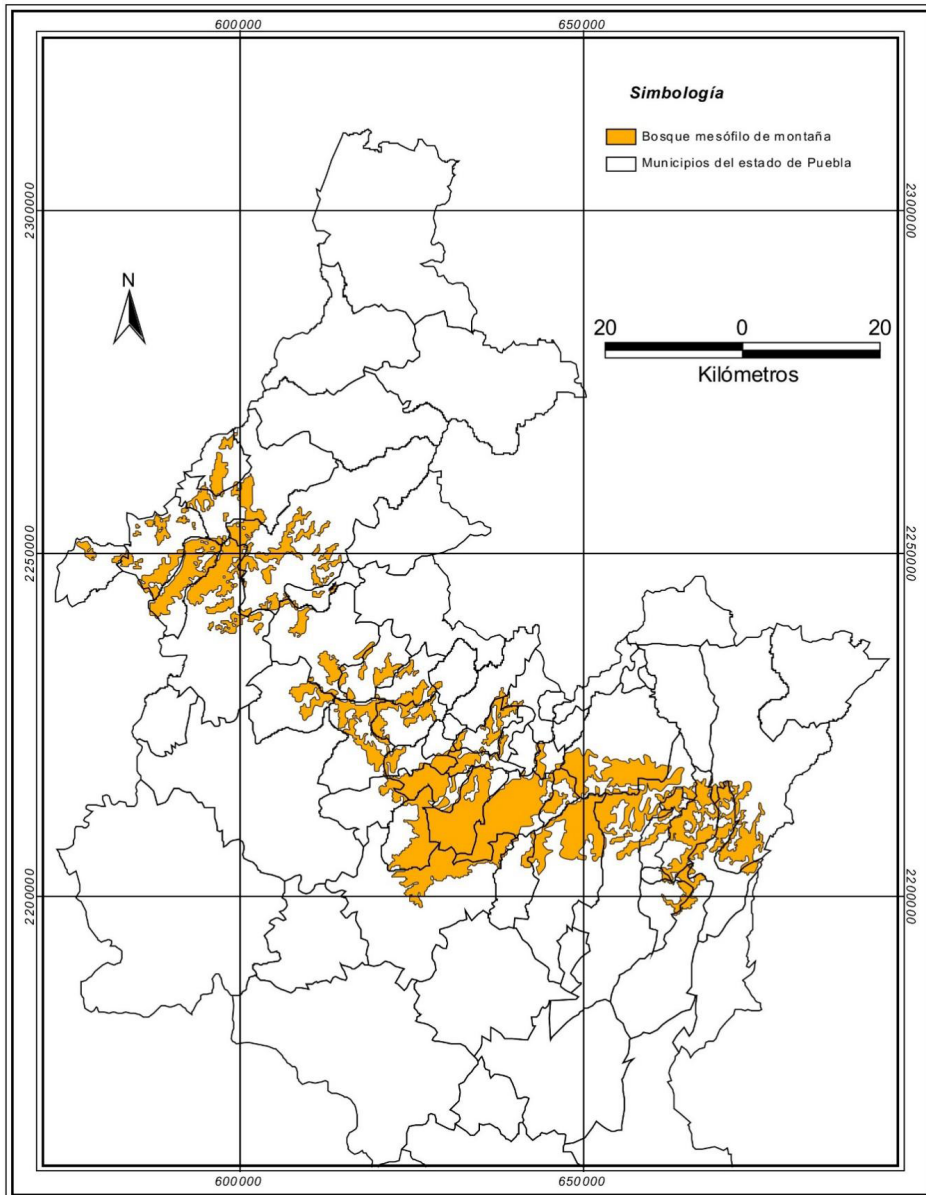 600000 650000
Simbología
Bosque mesófilo de montaña
Municipios del estado de Puebla
2300000 2300000
N
20 0 20
Kilómetros
2250000 2250000
2200000 2200000
600000 650000